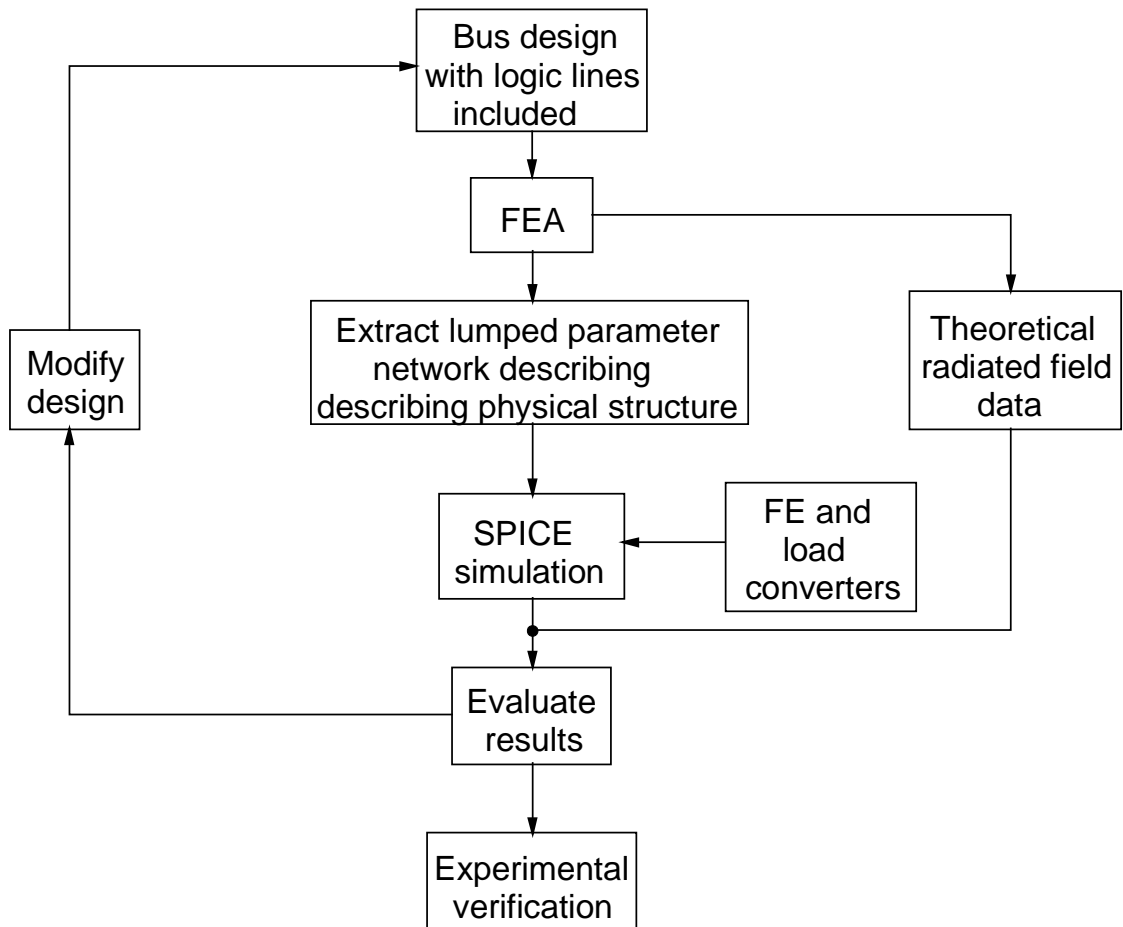 Bus design
with logic lines
included
FEA
Extract lumped parameter
network describing
describing physical structure
Theoretical
radiated field
data
Modify
design
SPICE
simulation
FE and
load
converters
Evaluate
results
Experimental
verification